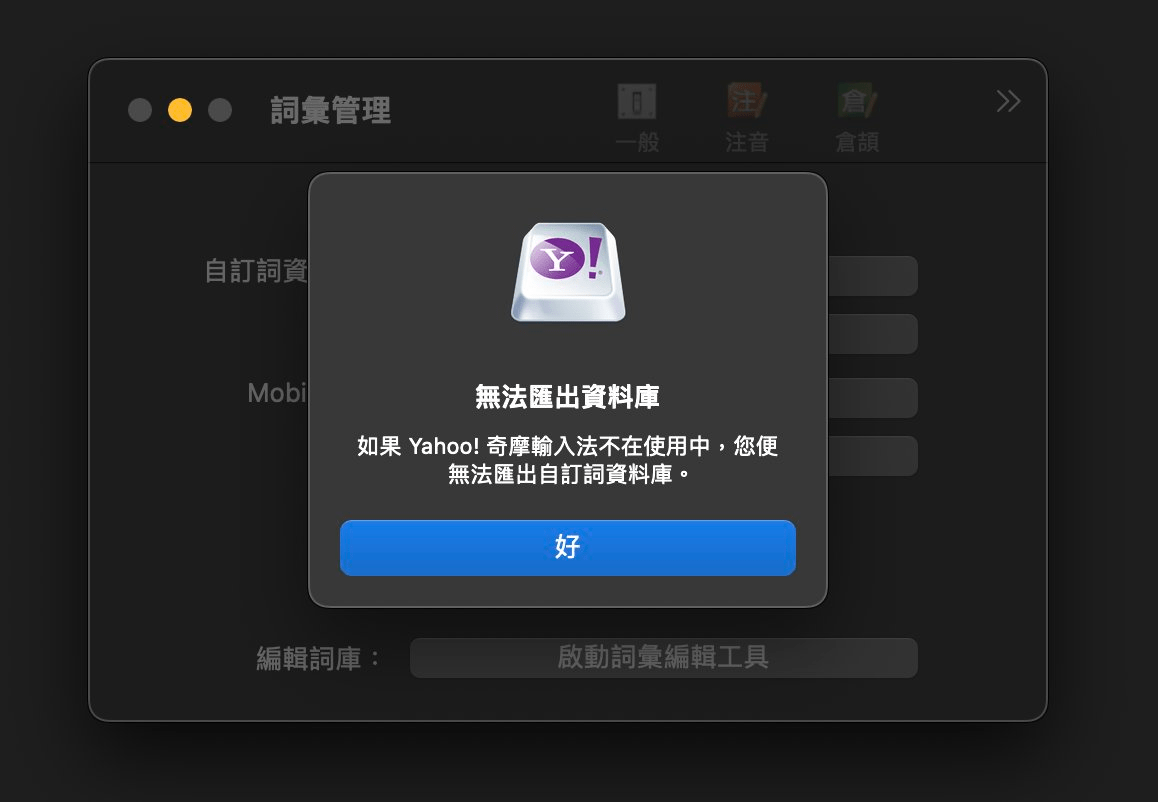 詞彙管理
一般
注音
倉頡
自訂詞資
Mobi
Y!
無法匯出資料庫
如果 Yahoo! 奇摩輸入法不在使用中，您便
無法匯出自訂詞資料庫。
好
編輯詞庫：
啟動詞彙編輯工具